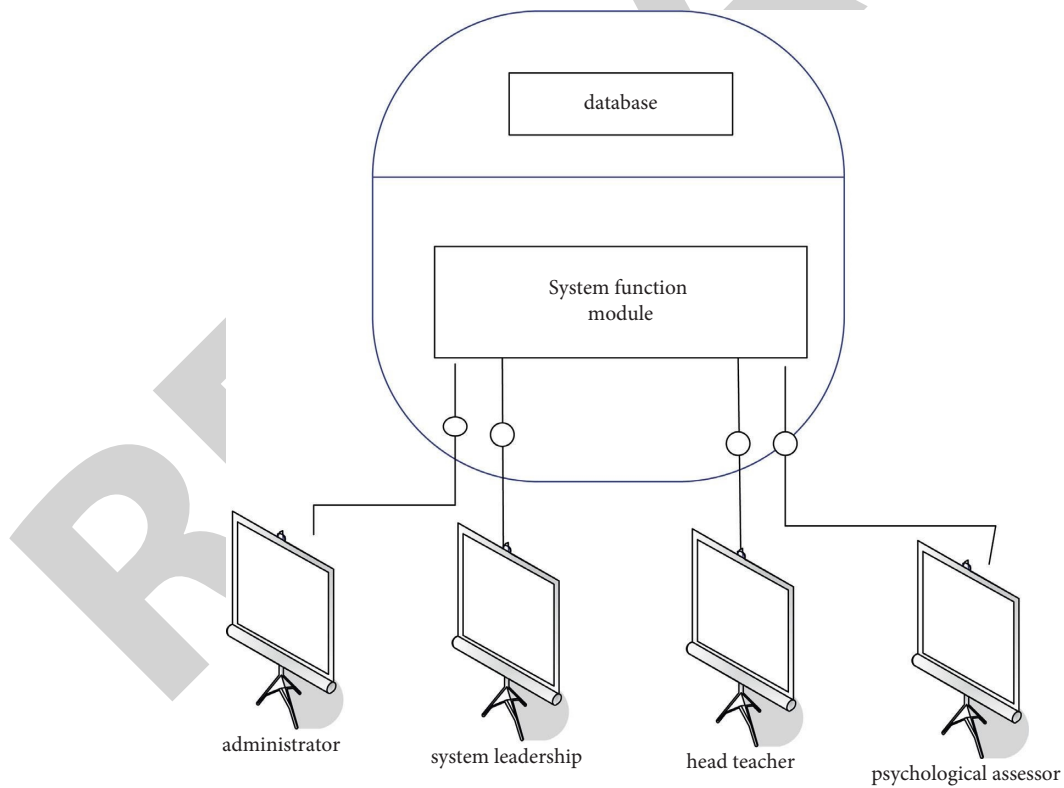 database
System function
module
administrator
system leadership
head teacher
psychological assessor